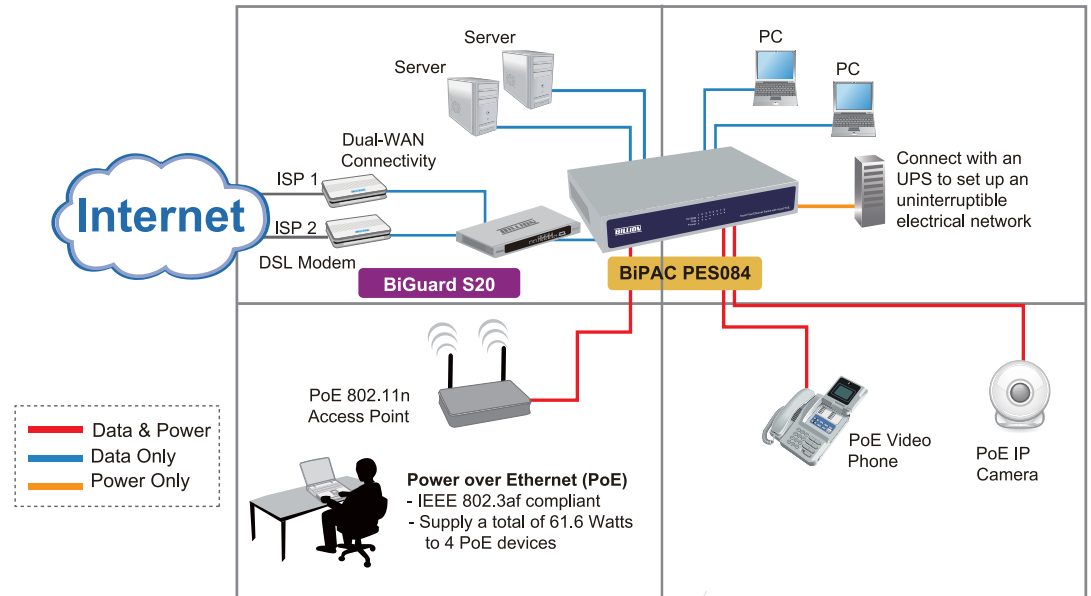 Server
Server
PC
PC
Dual-WAN
Connectivity
ISP 1
Internet
ISP 2
DSL Modem
BILLION
BILLION
BiGuard S20
BiPAC PES084
Connect with an
UPS to set up an
uninterruptible
electrical network
PoE 802.11n
Access Point
PoE Video
Phone
PoE IP
Camera
Data & Power
Data Only
Power Only
Power over Ethernet (PoE)
- IEEE 802.3af compliant
- Supply a total of 61.6 Watts
to 4 PoE devices